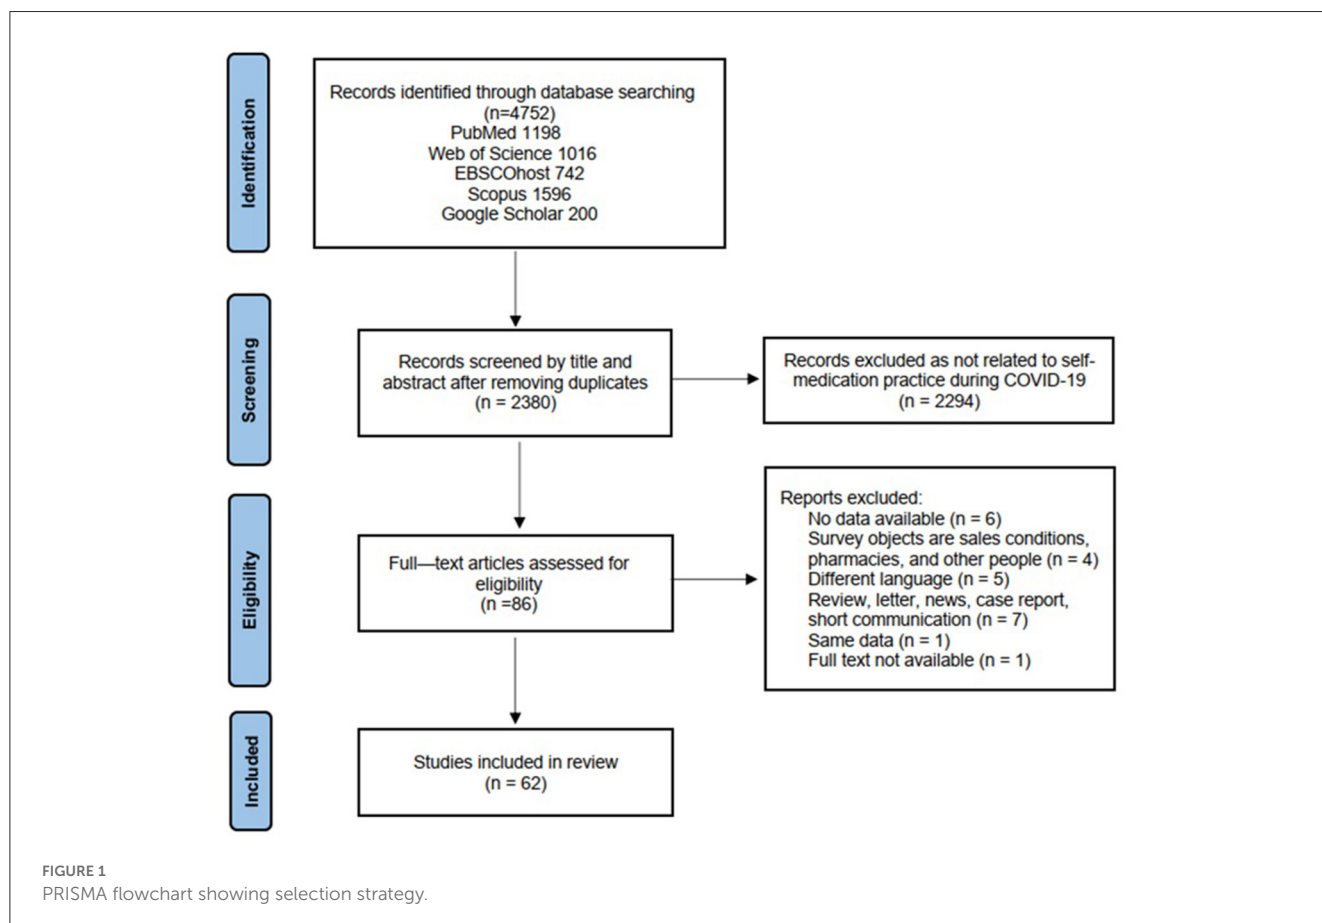 Identification
Records identified through database searching
(n=4752)
PubMed 1198
Web of Science 1016
EBSCOhost 742
Scopus 1596
Google Scholar 200
Screening
Records screened by title and
abstract after removing duplicates
(n = 2380)
Records excluded as not related to self-
medication practice during COVID-19
(n = 2294)
Eligibility
Full—text articles assessed for
eligibility
(n =86)
Reports excluded:
No data available (n = 6)
Survey objects are sales conditions,
pharmacies, and other people (n = 4)
Different language (n = 5)
Review, letter, news, case report,
short communication (n = 7)
Same data (n = 1)
Full text not available (n = 1)
Included
Studies included in review
(n = 62)
FIGURE 1
PRISMA flowchart showing selection strategy.